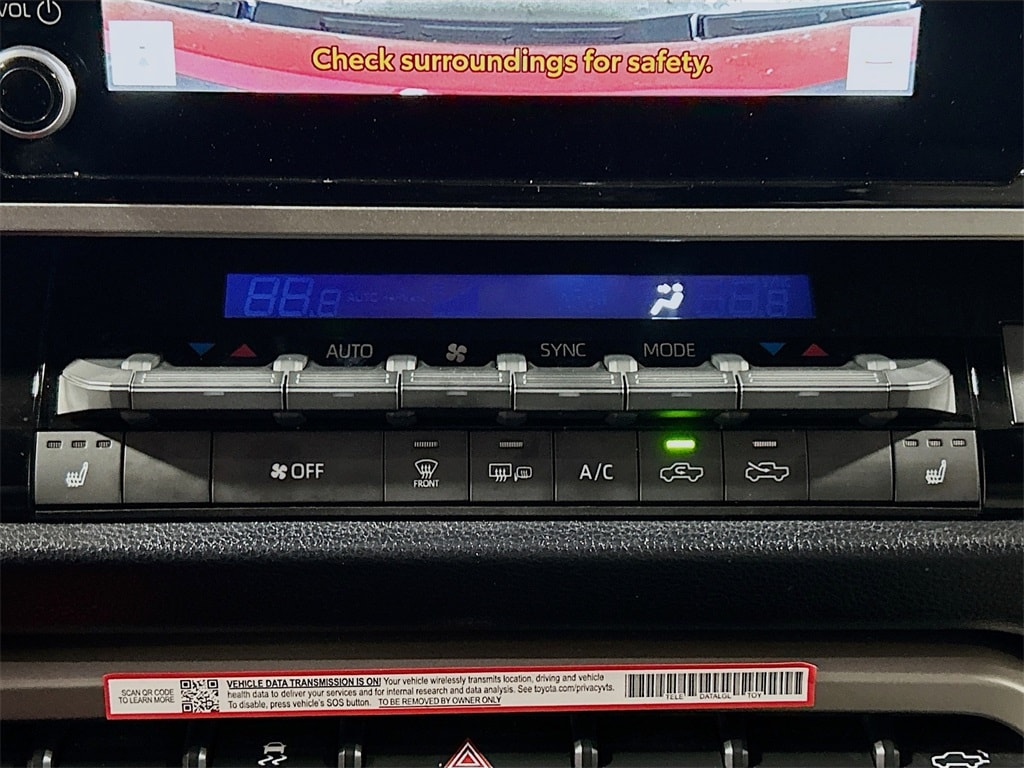 VOL
Check surroundings for safety.
AUTO SYNC MODE
OFF FRONT A/C
SCAN QR CODE
TO LEARN MORE
VEHICLE DATA TRANSMISSION IS ON! Your vehicle wirelessly transmits location, driving and vehicle
health data to deliver your services and for internal research and data analysis. See toyota.com/privacyvts.
To disable, press vehicle's SOS button. TO BE REMOVED BY OWNER ONLY
TELE DATALGL TOY